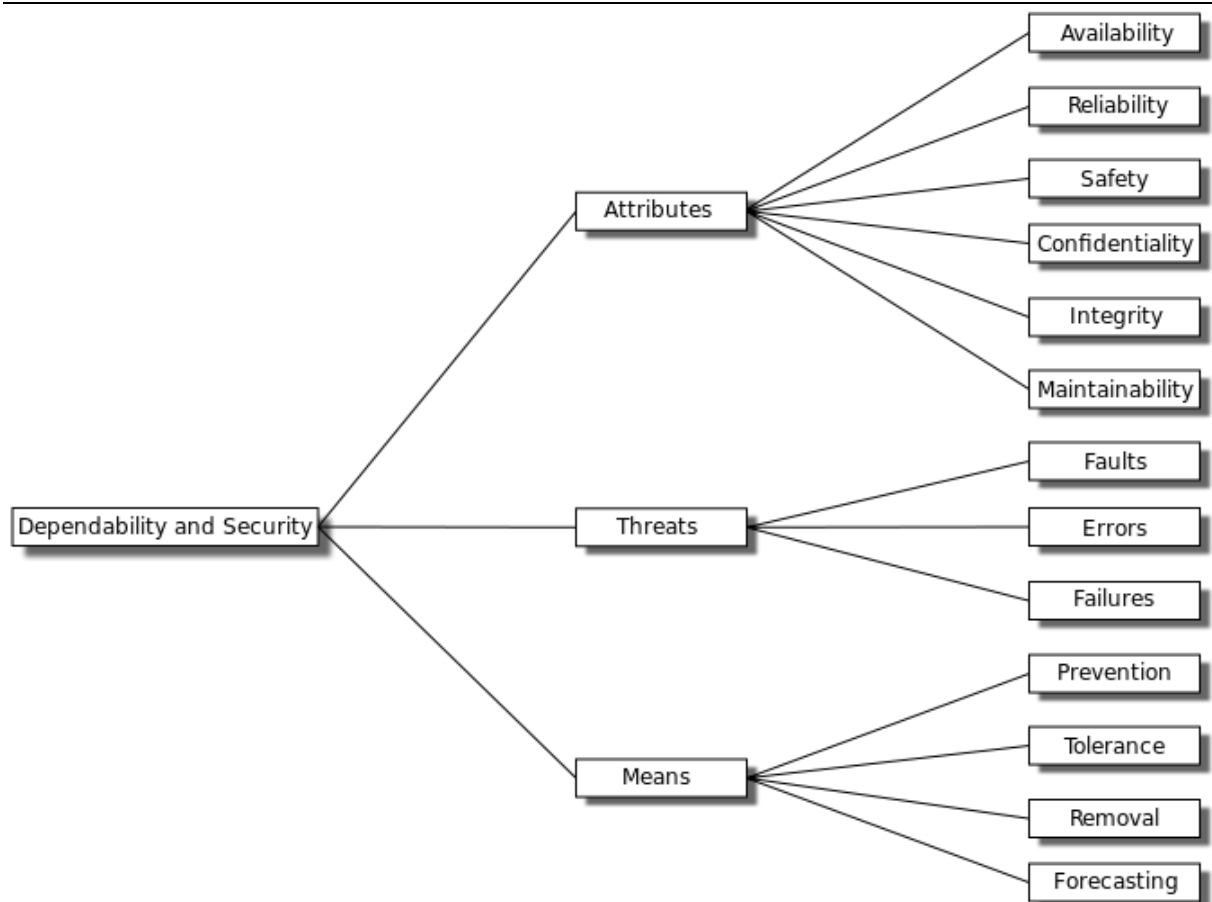 Dependability and Security
Attributes
Availability
Reliability
Safety
Confidentiality
Integrity
Maintainability
Threats
Faults
Errors
Failures
Means
Prevention
Tolerance
Removal
Forecasting